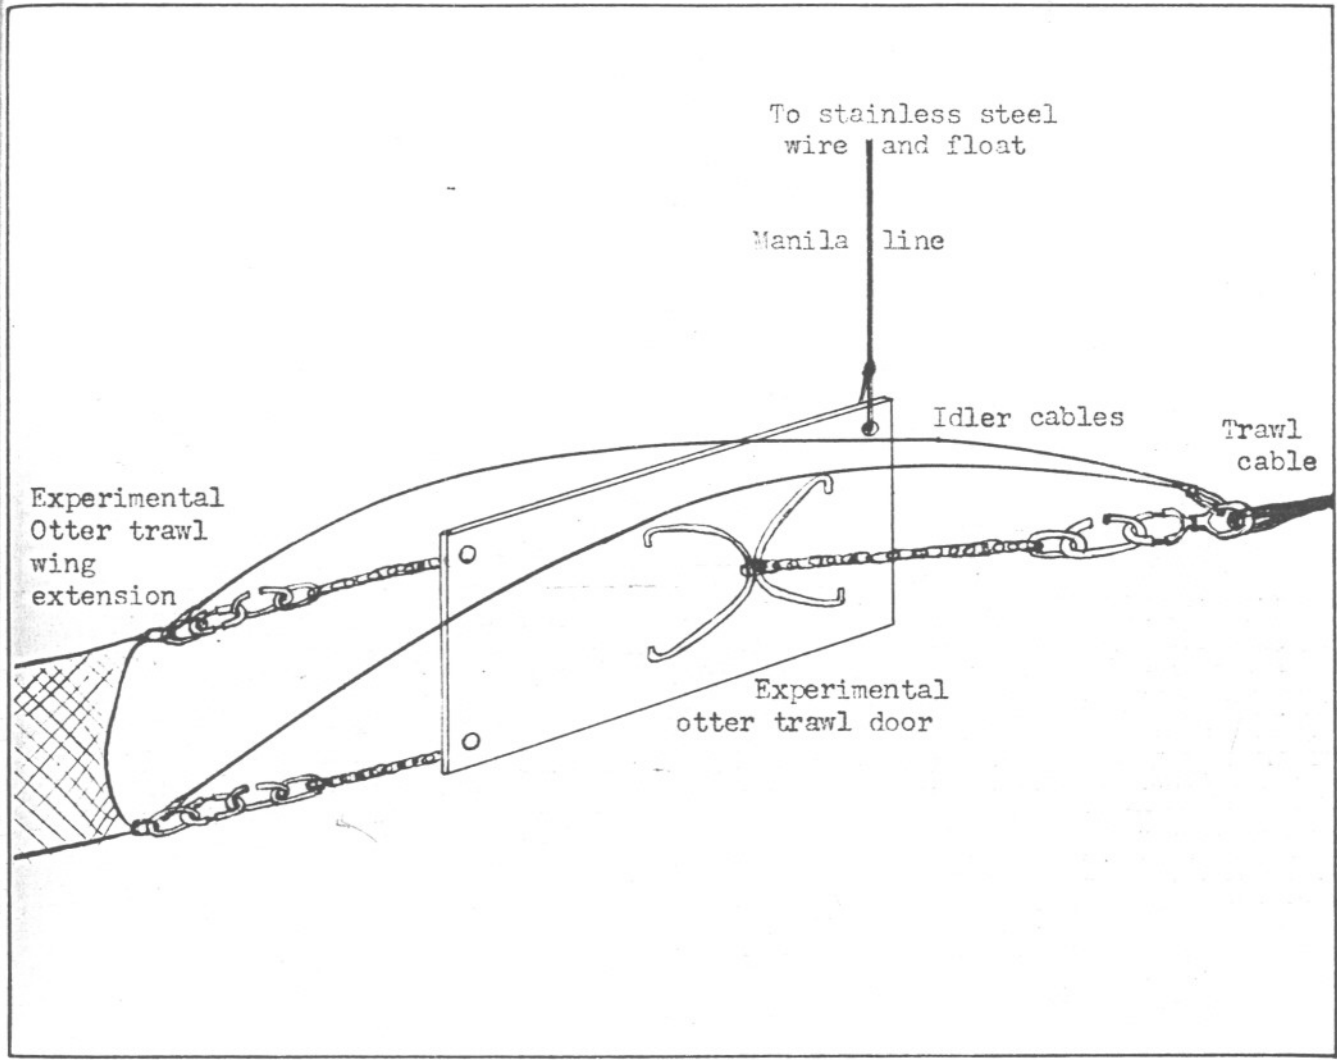 To stainless steel
wire and float
Manila line
Idler cables
Trawl
cable
Experimental
Otter trawl
wing
extension
Experimental
otter trawl door